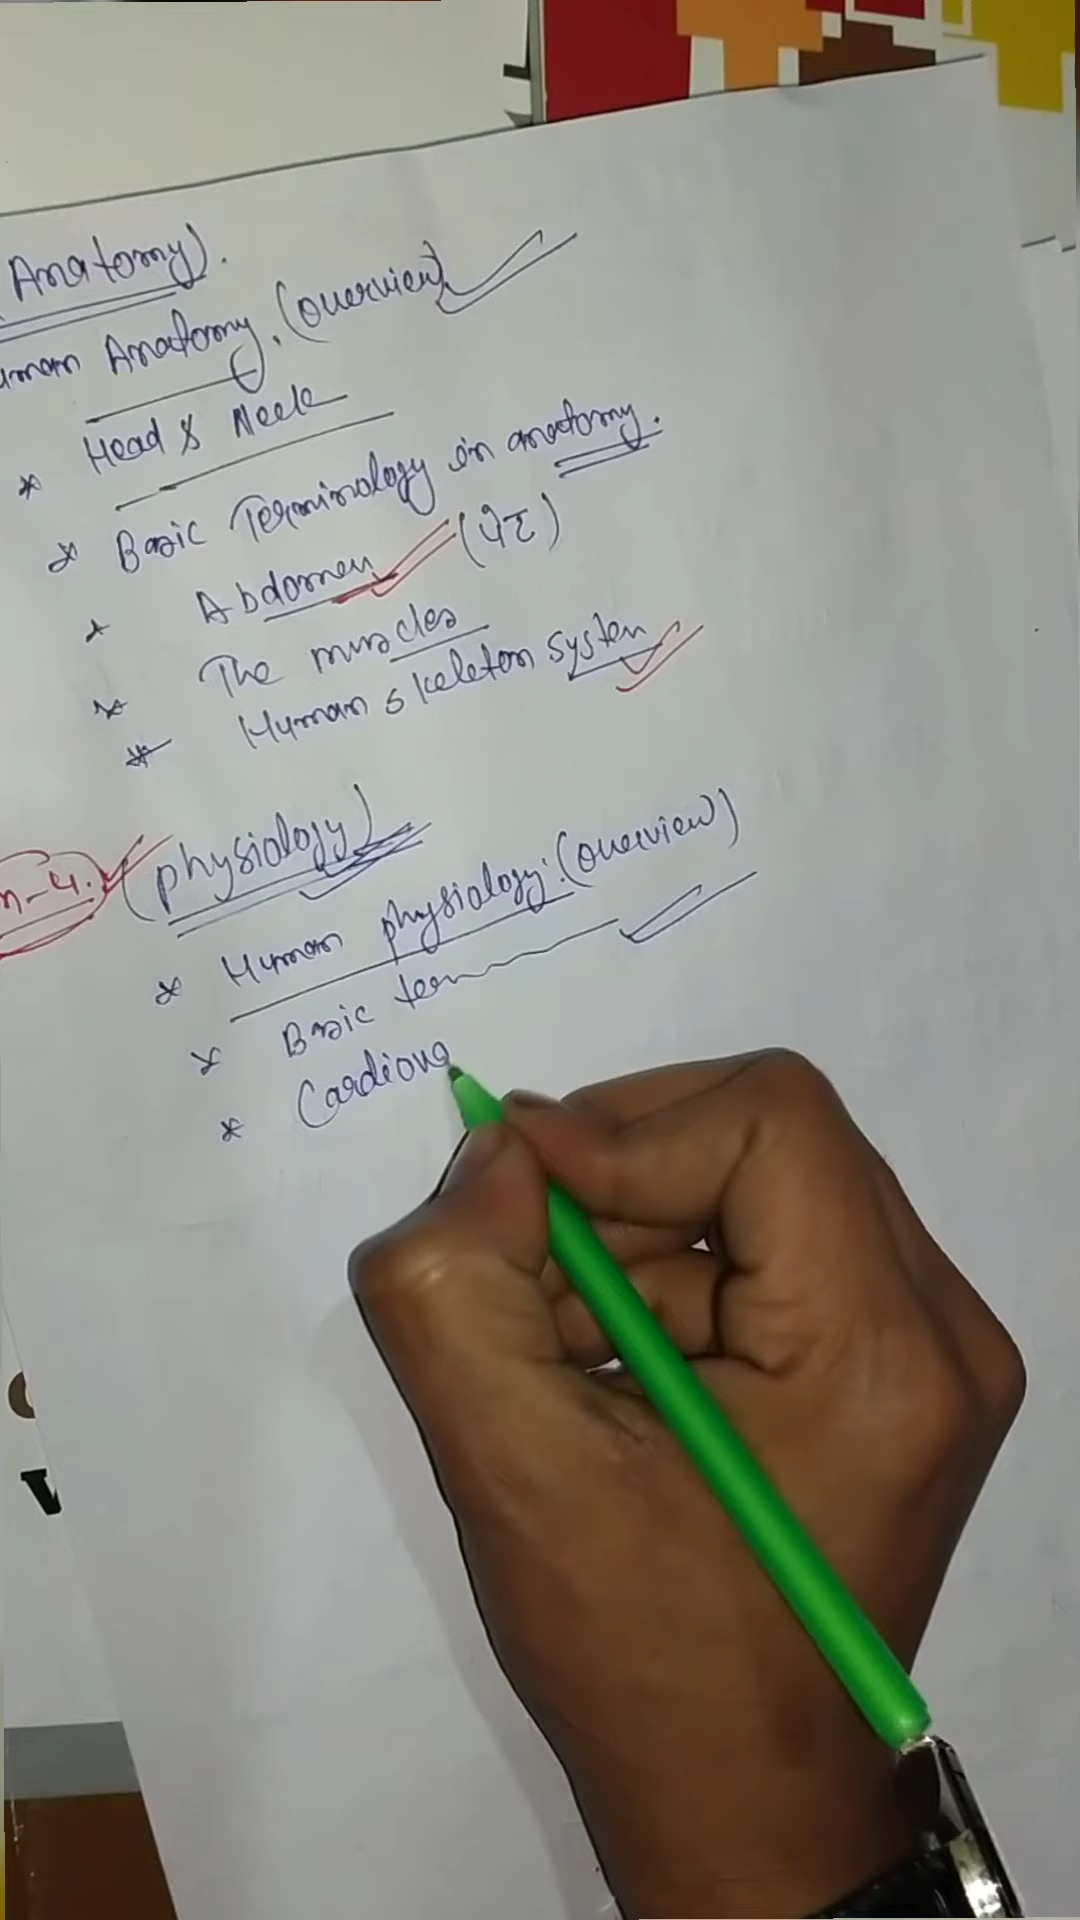 (Anatomy).
uman Anatomy. (overview)
* Head & Neck
* Basic Terminology in anatomy.
* Abdomen (पेट)
* The muscles
* Human skeleton system
n-4. (physiology)
* Human physiology: (overview)
* Basic term
* Cardiova